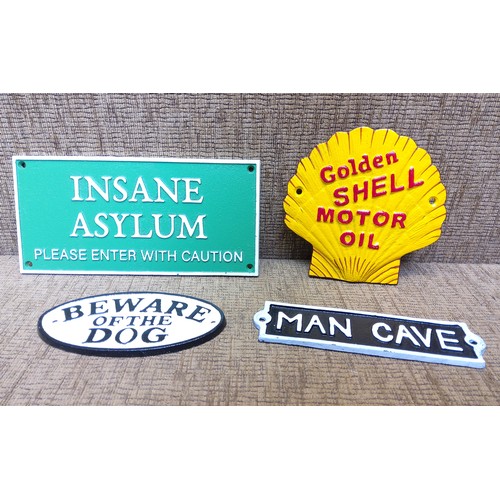 INSANE
ASYLUM
PLEASE ENTER WITH CAUTION
Golden
SHELL
MOTOR
OIL
BEWARE
OF THE
DOG
MAN CAVE